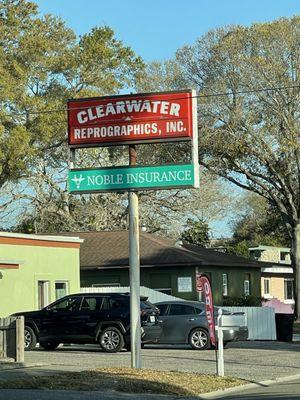 CLEARWATER
REPROGRAPHICS, INC.
NOBLE INSURANCE